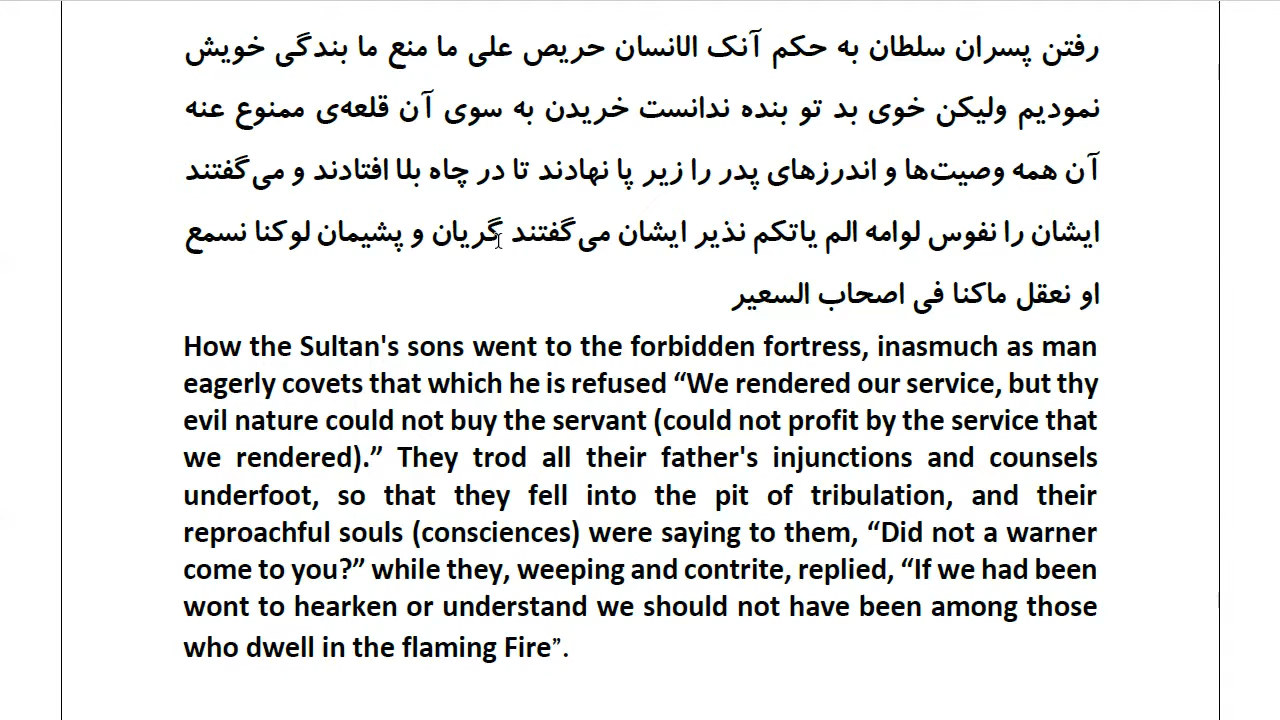 رفتن پسران سلطان به حکم آنک الانسان حریص علی ما منع ما بندگی خویش
نمودیم ولیکن خوی بد تو بنده ندانست خریدن به سوی آن قلعه‌ی ممنوع عنه
آن همه وصیت‌ها و اندرزهای پدر را زیر پا نهادند تا در چاه بلا افتادند و می‌گفتند
ایشان را نفوس لوامه الم یاتکم نذیر ایشان می‌گفتند گریان و پشیمان لوکنا نسمع
او نعقل ماکنا فی اصحاب السعیر
How the Sultan's sons went to the forbidden fortress, inasmuch as man
eagerly covets that which he is refused “We rendered our service, but thy
evil nature could not buy the servant (could not profit by the service that
we rendered).” They trod all their father's injunctions and counsels
underfoot, so that they fell into the pit of tribulation, and their
reproachful souls (consciences) were saying to them, “Did not a warner
come to you?” while they, weeping and contrite, replied, “If we had been
wont to hearken or understand we should not have been among those
who dwell in the flaming Fire”.